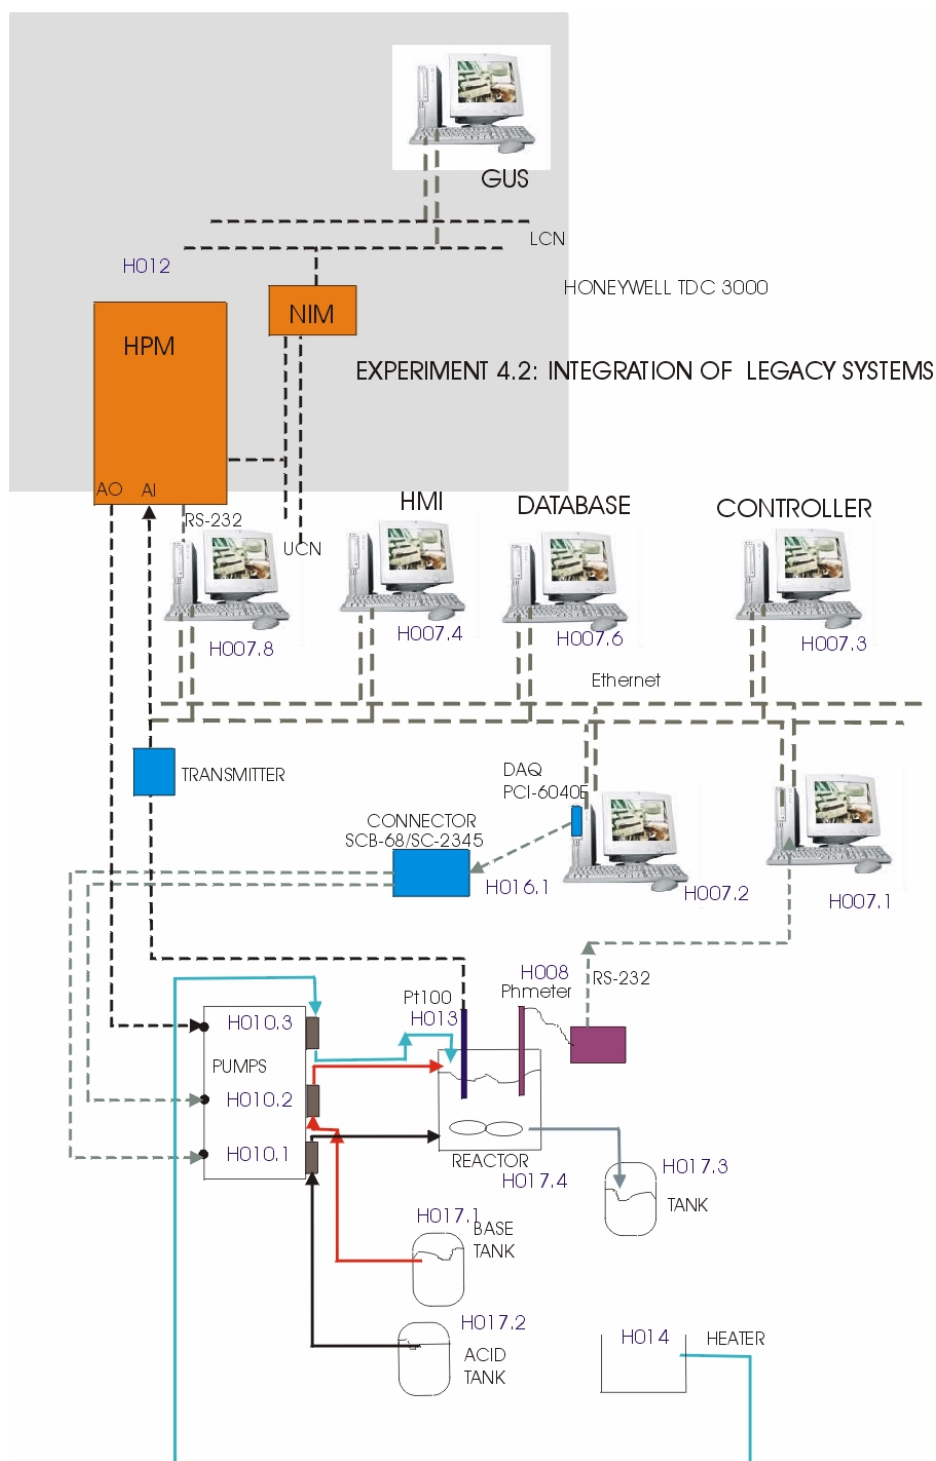 GUS
LCN
H012
HONEYWELL TDC 3000
NIM
HPM
EXPERIMENT 4.2: INTEGRATION OF LEGACY SYSTEMS
AO AI
HMI
DATABASE
CONTROLLER
RS-232
UCN
H007.8
H007.4
H007.6
H007.3
Ethernet
TRANSMITTER
DAQ
PCI-6040E
CONNECTOR
SCB-68/SC-2345
H016.1
H007.2
H007.1
H008
Phmeter
RS-232
Pt100
H013
H010.3
PUMPS
H010.2
H010.1
REACTOR
H017.4
H017.3
TANK
H017.1
BASE
TANK
H017.2
ACID
TANK
H014
HEATER